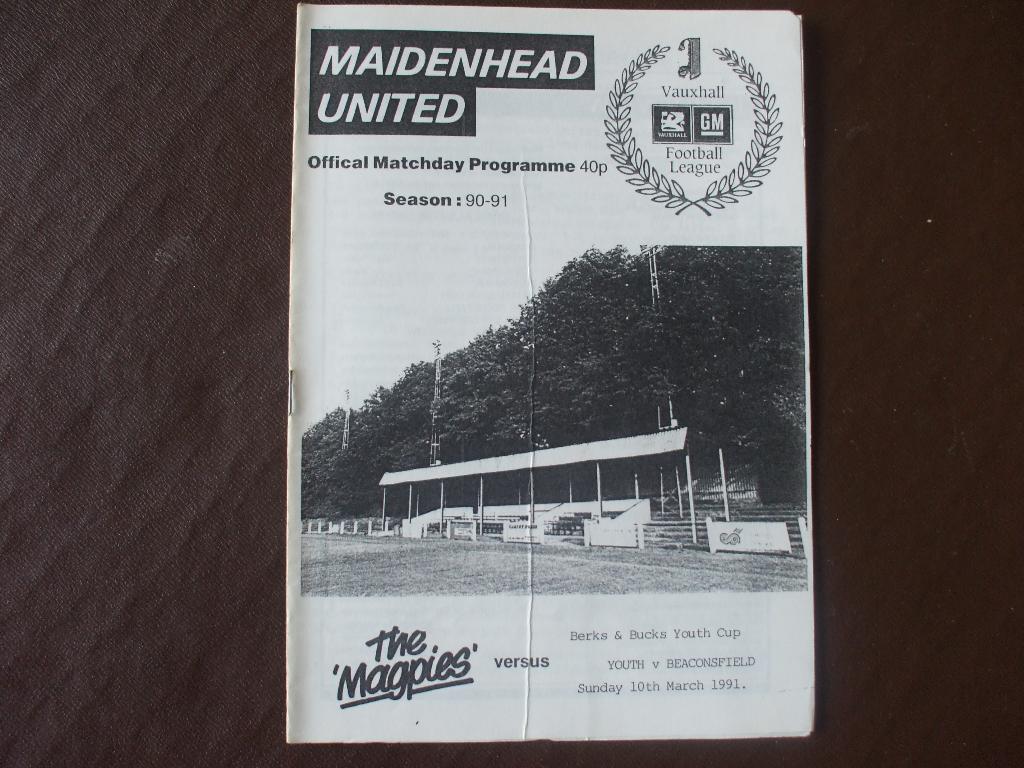 MAIDENHEAD
UNITED
Offical Matchday Programme 40p
Season : 90-91
Vauxhall
VAUXHALL GM
Football
League
The
'Magpies'
versus
Berks & Bucks Youth Cup
YOUTH v BEACONSFIELD
Sunday 10th March 1991.